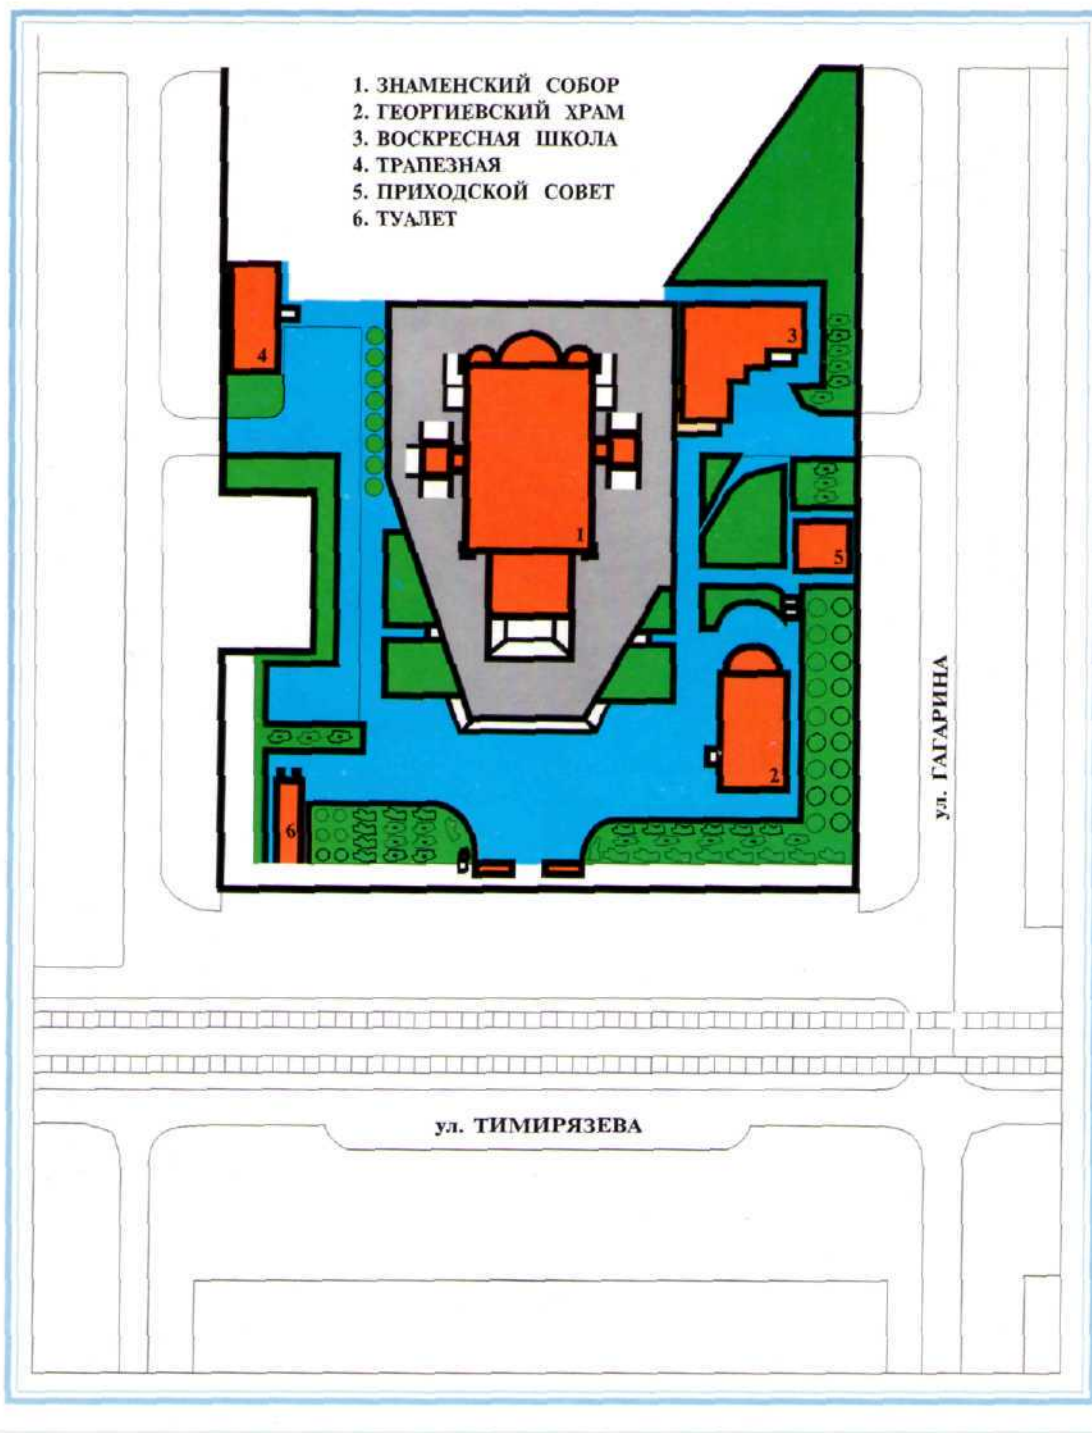 1. ЗНАМЕНСКИЙ СОБОР
2. ГЕОРГИЕВСКИЙ ХРАМ
3. ВОСКРЕСНАЯ ШКОЛА
4. ТРАПЕЗНАЯ
5. ПРИХОДСКОЙ СОВЕТ
6. ТУАЛЕТ
3
4
1
5
2
6
ул. ГАГАРИНА
ул. ТИМИРЯЗЕВА